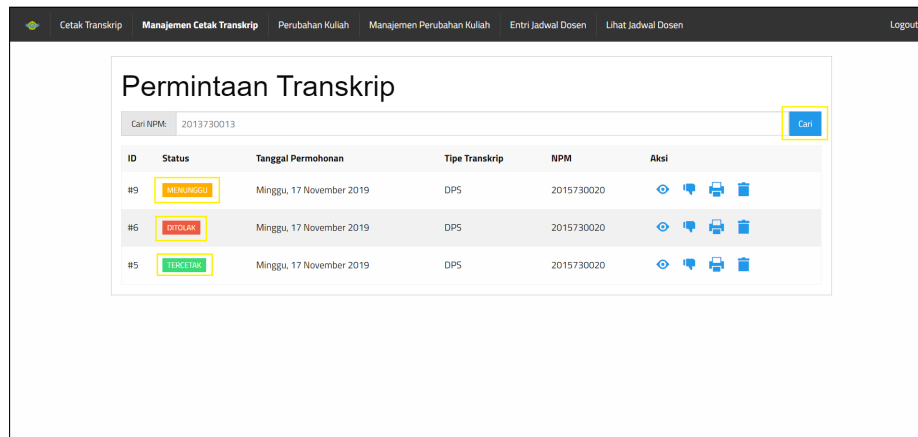 Cetak Transkrip Manajemen Cetak Transkrip Perubahan Kuliah Manajemen Perubahan Kuliah Entri Jadwal Dosen Lihat Jadwal Dosen Logout
Permintaan Transkrip
Cari NPM: 2013730013 Cari
ID Status Tanggal Permohonan Tipe Transkrip NPM Aksi
#9 MENUNGGU Minggu, 17 November 2019 DPS 2015730020
#6 DITOLAK Minggu, 17 November 2019 DPS 2015730020
#5 TERCETAK Minggu, 17 November 2019 DPS 2015730020